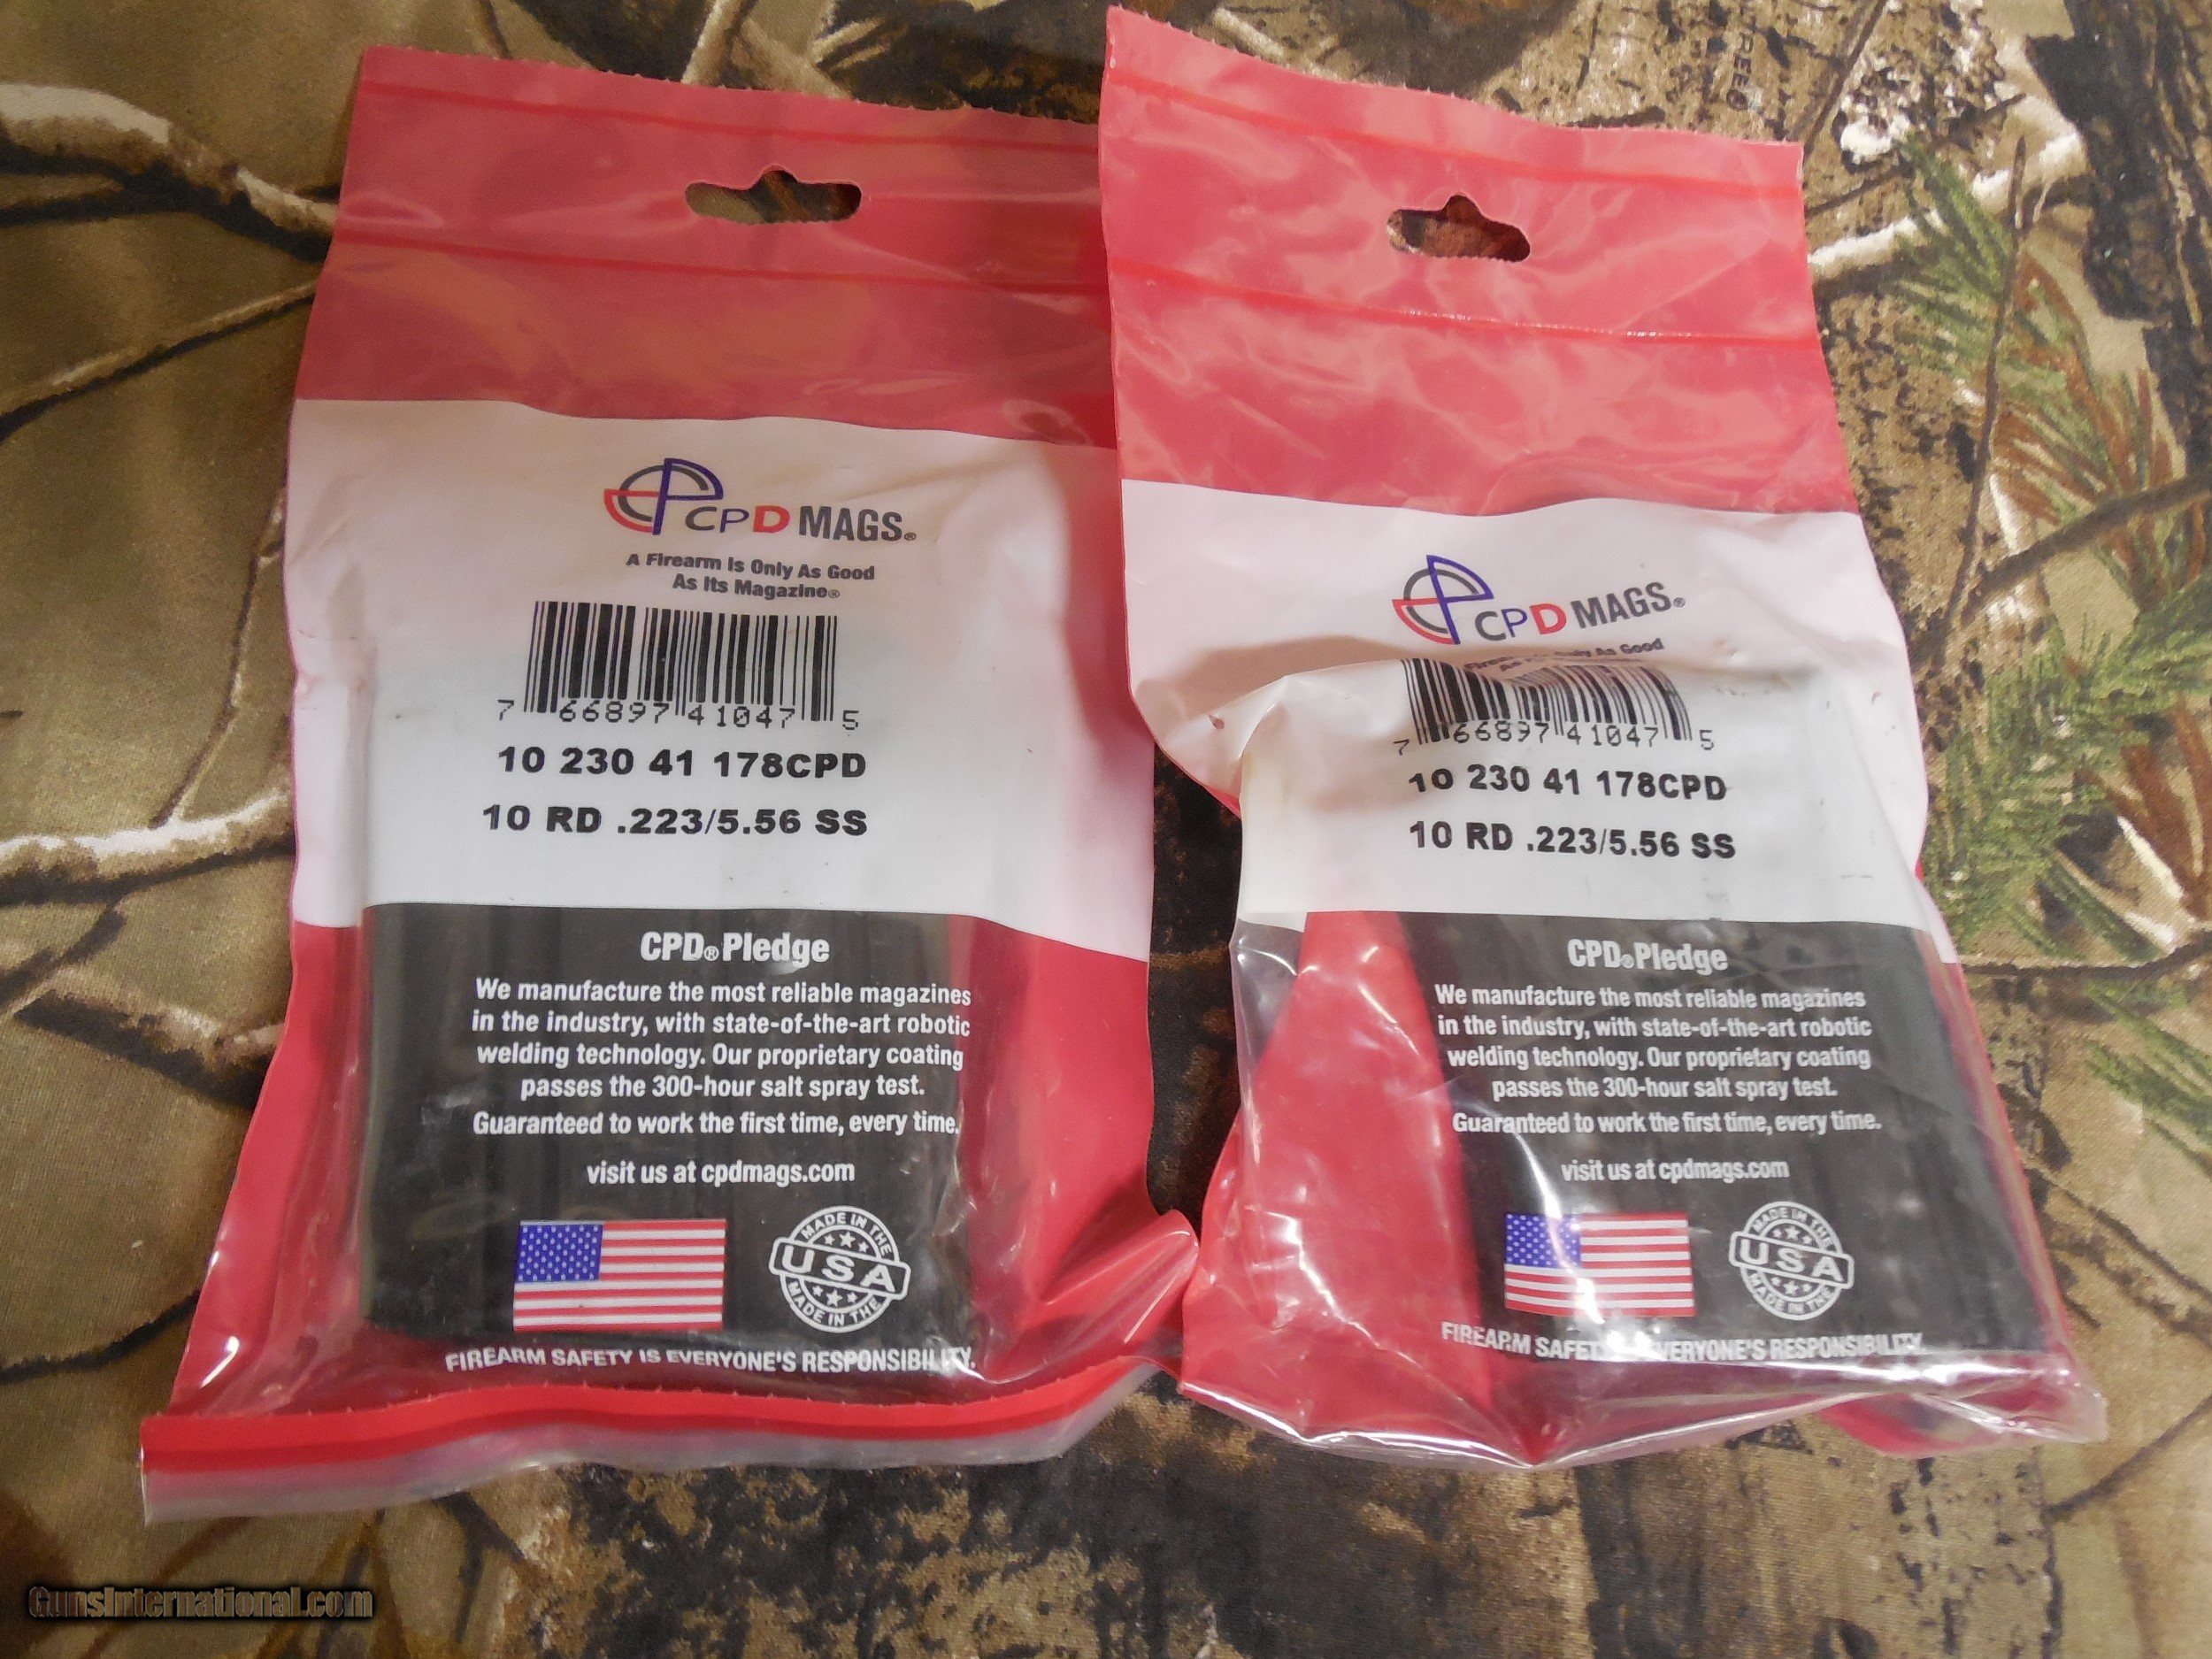 CPD MAGS®
A Firearm Is Only As Good
As Its Magazine®
7 66897 41047 5
10 230 41 178CPD
10 RD .223/5.56 SS
CPD® Pledge
We manufacture the most reliable magazines
in the industry, with state-of-the-art robotic
welding technology. Our proprietary coating
passes the 300-hour salt spray test.
Guaranteed to work the first time, every time.
visit us at cpdmags.com
MADE IN THE
USA
MADE IN THE
FIREARM SAFETY IS EVERYONE'S RESPONSIBILITY.
CPD MAGS®
Only As Good
7 66897 41047 5
10 230 41 178CPD
10 RD .223/5.56 SS
CPD® Pledge
We manufacture the most reliable magazines
in the industry, with state-of-the-art robotic
welding technology. Our proprietary coating
passes the 300-hour salt spray test.
Guaranteed to work the first time, every time.
visit us at cpdmags.com
MADE IN THE
USA
MADE IN THE
FIREARM SAFETY EVERYONE'S RESPONSIBILITY.
GunsInternational.com